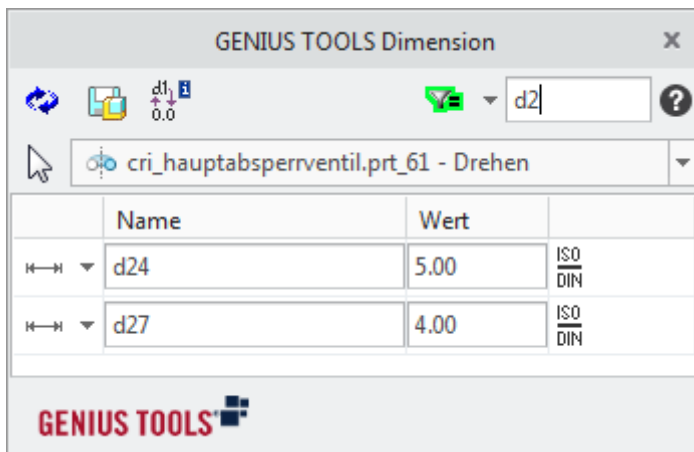 GENIUS TOOLS Dimension
d1 i
0.0
d2
cri_hauptabsperrventil.prt_61 - Drehen
Name Wert
d24 5.00 ISO DIN
d27 4.00 ISO DIN
GENIUS TOOLS